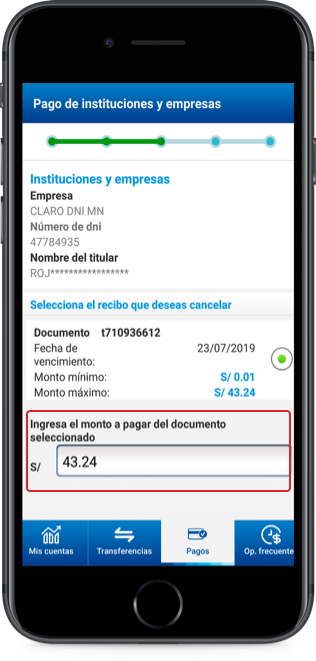 Pago de instituciones y empresas
Instituciones y empresas
Empresa
CLARO DNI MN
Número de dni
47784935
Nombre del titular
ROJ*****************
Selecciona el recibo que deseas cancelar
Documento t710936612
Fecha de vencimiento: 23/07/2019
Monto mínimo: S/ 0.01
Monto máximo: S/ 43.24
Ingresa el monto a pagar del documento
seleccionado
S/ 43.24
Mis cuentas Transferencias Pagos Op. frecuente